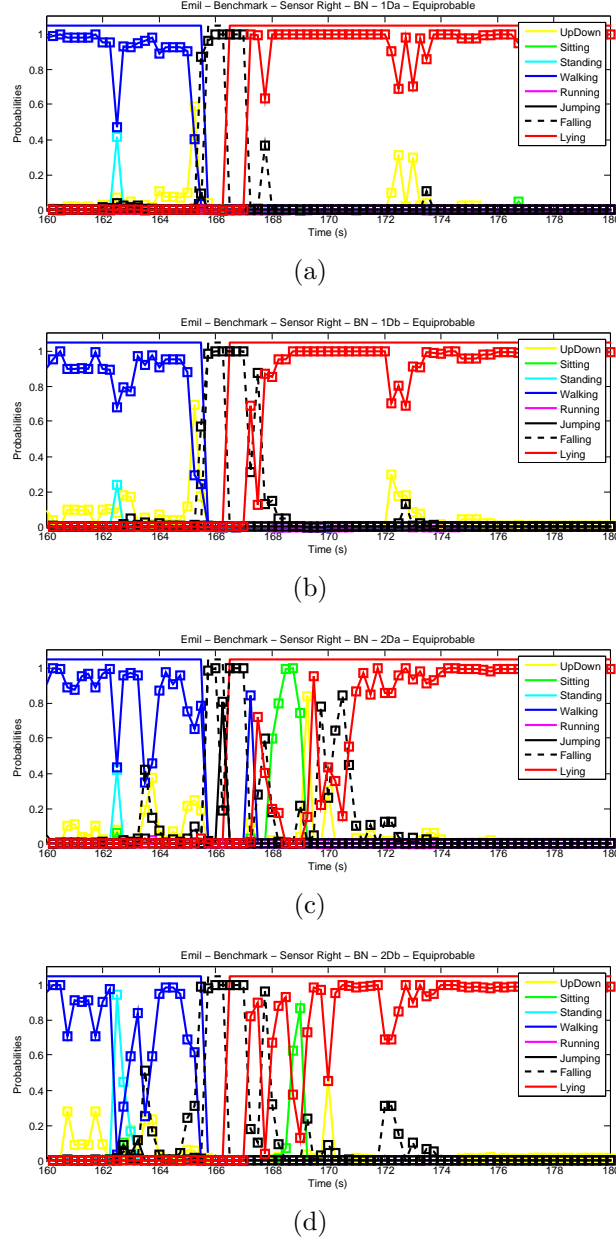 Emil − Benchmark − Sensor Right − BN − 1Da − Equiprobable
Probabilities
1
0.8
0.6
0.4
0.2
0
160 162 164 166 168 170 172 174 176 178 180
Time (s)
UpDown
Sitting
Standing
Walking
Running
Jumping
Falling
Lying
(a)
Emil − Benchmark − Sensor Right − BN − 1Db − Equiprobable
Probabilities
1
0.8
0.6
0.4
0.2
0
160 162 164 166 168 170 172 174 176 178 180
Time (s)
UpDown
Sitting
Standing
Walking
Running
Jumping
Falling
Lying
(b)
Emil − Benchmark − Sensor Right − BN − 2Da − Equiprobable
Probabilities
1
0.8
0.6
0.4
0.2
0
160 162 164 166 168 170 172 174 176 178 180
Time (s)
UpDown
Sitting
Standing
Walking
Running
Jumping
Falling
Lying
(c)
Emil − Benchmark − Sensor Right − BN − 2Db − Equiprobable
Probabilities
1
0.8
0.6
0.4
0.2
0
160 162 164 166 168 170 172 174 176 178 180
Time (s)
UpDown
Sitting
Standing
Walking
Running
Jumping
Falling
Lying
(d)